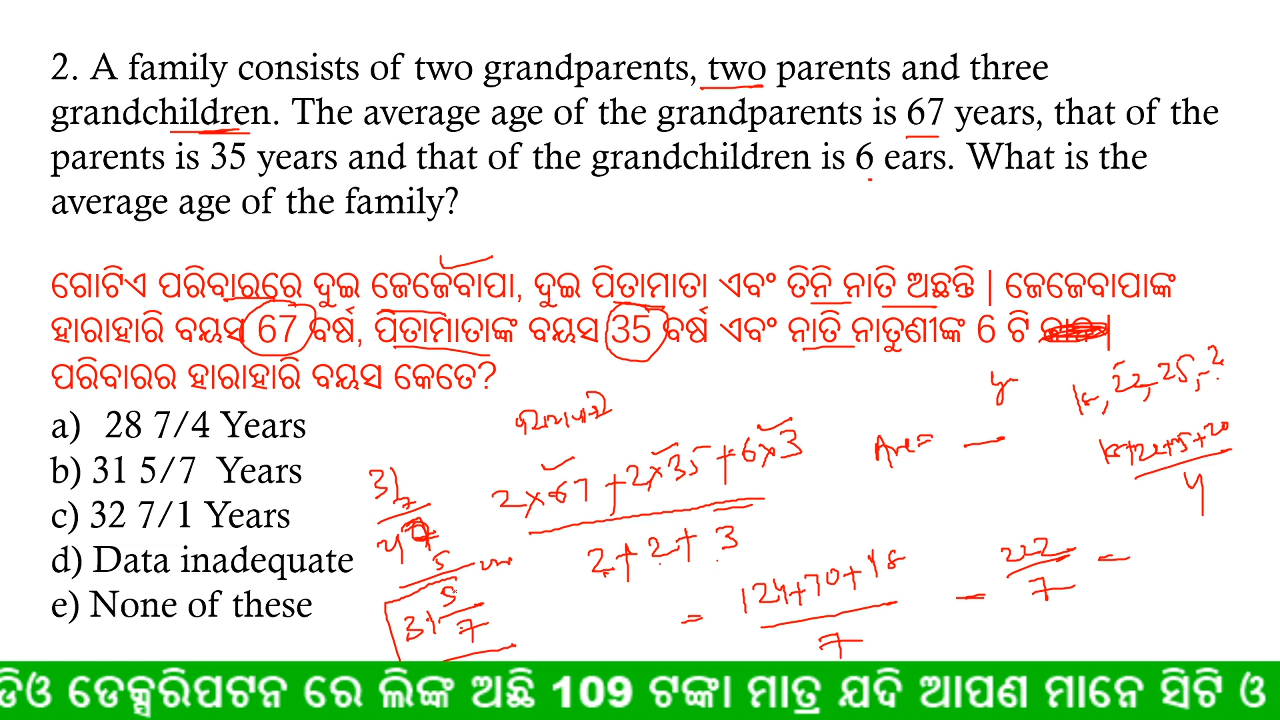 2. A family consists of two grandparents, two parents and three
grandchildren. The average age of the grandparents is 67 years, that of the
parents is 35 years and that of the grandchildren is 6 ears. What is the
average age of the family?
ଗୋଟିଏ ପରିବାରରେ ଦୁଇ ଜେଜେବାପା, ଦୁଇ ପିତାମାତା ଏବଂ ତିନି ନାତି ଅଛନ୍ତି | ଜେଜେବାପାଙ୍କ
ହାରାହାରି ବୟସ 67 ବର୍ଷ, ପିତାମାତାଙ୍କ ବୟସ 35 ବର୍ଷ ଏବଂ ନାତି ନାତୁଣୀଙ୍କ 6 ଟି |
ପରିବାରର ହାରାହାରି ବୟସ କେତେ?
a) 28 7/4 Years
b) 31 5/7 Years
c) 32 7/1 Years
d) Data inadequate
e) None of these
18, 22, 25, -?
2×67+2×35+6×3
2+2+3
= 124+70+18
7
= 222
7 =
31 5/7
ଡିଓ ଡେକ୍ସରିପଟନ ରେ ଲିଙ୍କ ଅଛି 109 ଟଙ୍କା ମାତ୍ର ଯଦି ଆପଣ ମାନେ ସିଟି ଓ